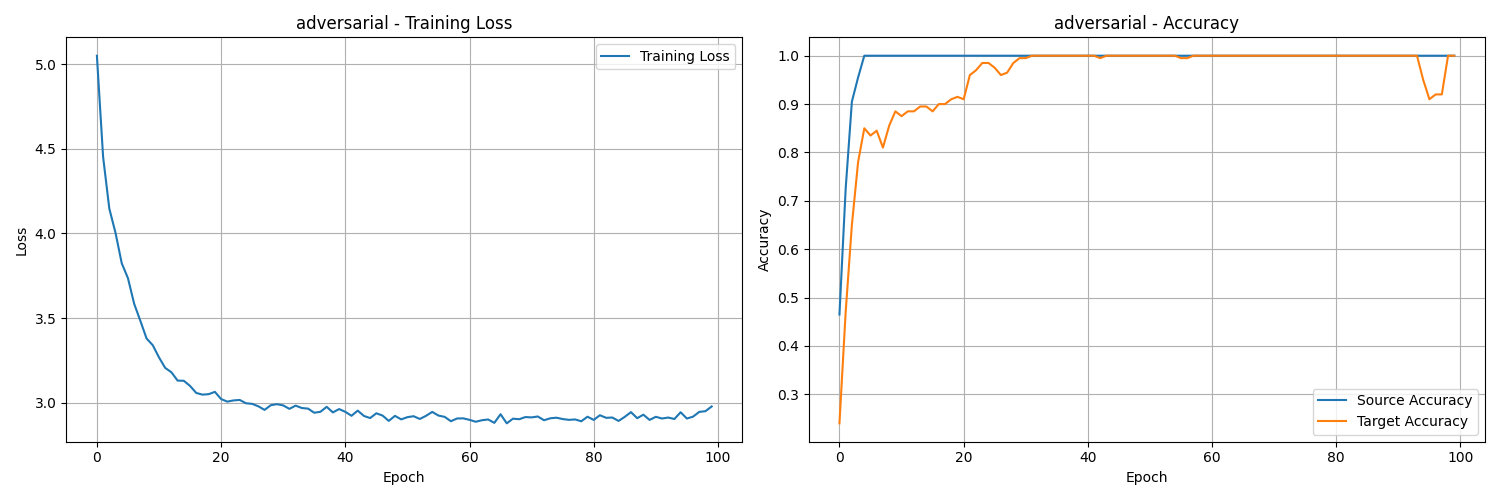 adversarial - Training Loss
Training Loss
5.0
4.5
4.0
3.5
3.0
Loss
0 20 40 60 80 100
Epoch
adversarial - Accuracy
1.0
0.9
0.8
0.7
0.6
0.5
0.4
0.3
Accuracy
Source Accuracy
Target Accuracy
0 20 40 60 80 100
Epoch